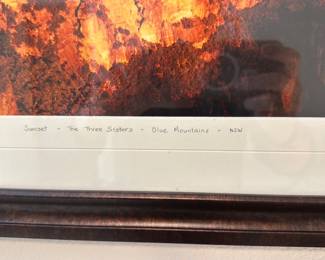 Sunset - The Three Sisters - Blue Mountains - NSW